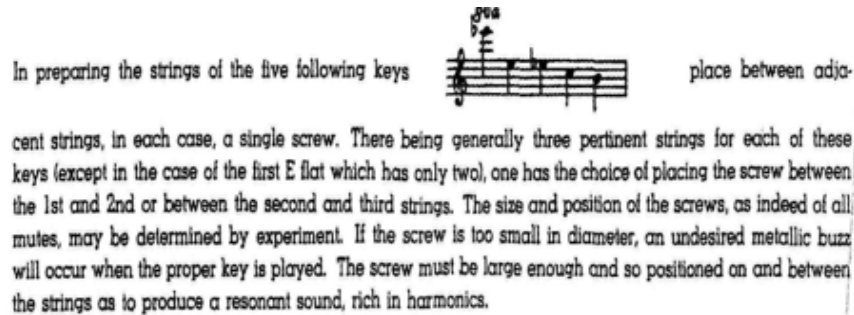 8va
In preparing the strings of the five following keys place between adja-
cent strings, in each case, a single screw. There being generally three pertinent strings for each of these
keys (except in the case of the first E flat which has only two), one has the choice of placing the screw between
the 1st and 2nd or between the second and third strings. The size and position of the screws, as indeed of all
mutes, may be determined by experiment. If the screw is too small in diameter, an undesired metallic buzz
will occur when the proper key is played. The screw must be large enough and so positioned on and between
the strings as to produce a resonant sound, rich in harmonics.